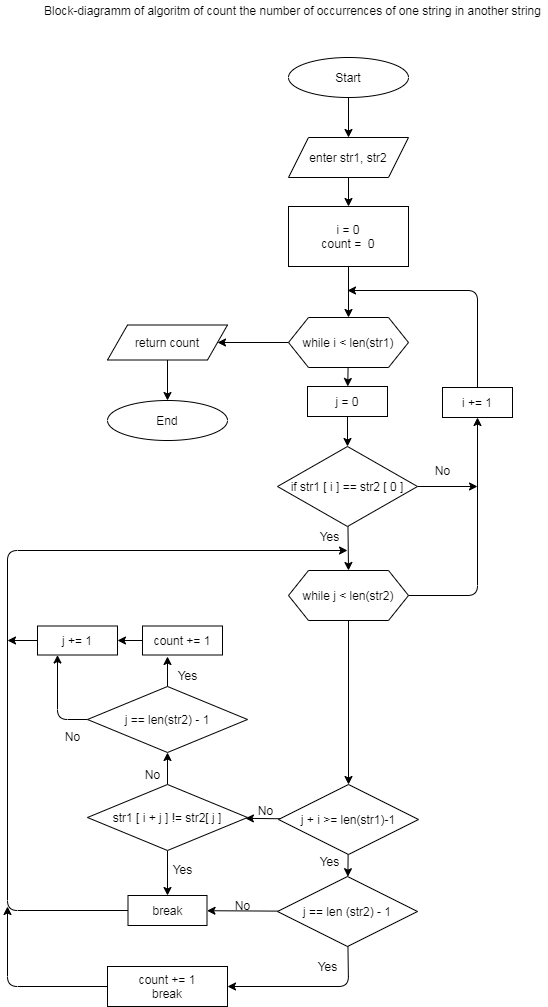 Block-diagramm of algoritm of count the number of occurrences of one string in another string
Start
enter str1, str2
i = 0
count =  0
while i < len(str1)
return count
End
j = 0
i += 1
if str1 [ i ] == str2 [ 0 ]
No
Yes
while j < len(str2)
j += 1
count += 1
Yes
j == len(str2) - 1
No
No
str1 [ i + j ] != str2[ j ]
No
j + i >= len(str1)-1
Yes
Yes
break
No
j == len (str2) - 1
Yes
count += 1
break